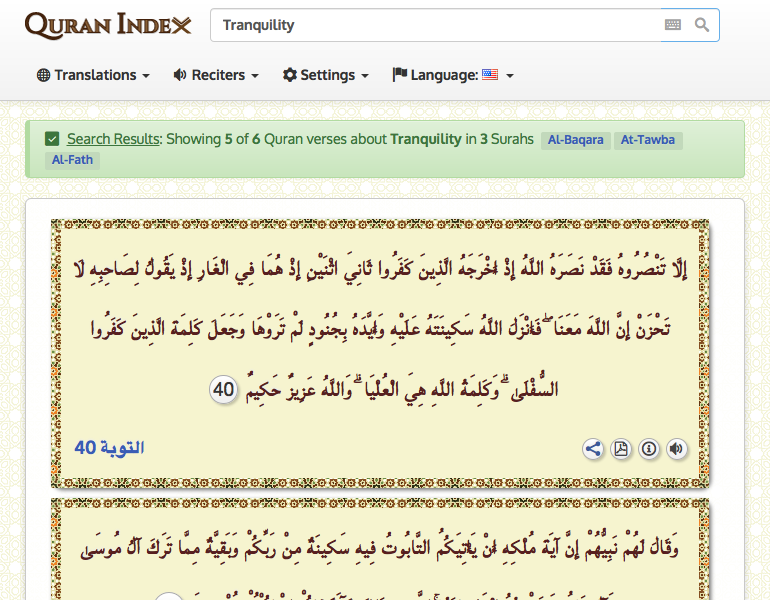 QURAN INDEX
Tranquility
Translations
Reciters
Settings
Language:
Search Results: Showing 5 of 6 Quran verses about Tranquility in 3 Surahs Al-Baqara At-Tawba
Al-Fath
إِلَّا تَنْصُرُوهُ فَقَدْ نَصَرَهُ اللَّهُ إِذْ أَخْرَجَهُ الَّذِينَ كَفَرُوا ثَانِيَ اثْنَيْنِ إِذْ هُمَا فِي الْغَارِ إِذْ يَقُولُ لِصَاحِبِهِ لَا
تَحْزَنْ إِنَّ اللَّهَ مَعَنَا ۖ فَأَنْزَلَ اللَّهُ سَكِينَتَهُ عَلَيْهِ وَأَيَّدَهُ بِجُنُودٍ لَمْ تَرَوْهَا وَجَعَلَ كَلِمَةَ الَّذِينَ كَفَرُوا
السُّفْلَىٰ ۗ وَكَلِمَةُ اللَّهِ هِيَ الْعُلْيَا ۗ وَاللَّهُ عَزِيزٌ حَكِيمٌ 40
التوبة 40
وَقَالَ لَهُمْ نَبِيُّهُمْ إِنَّ آيَةَ مُلْكِهِ أَنْ يَأْتِيَكُمُ التَّابُوتُ فِيهِ سَكِينَةٌ مِنْ رَبِّكُمْ وَبَقِيَّةٌ مِمَّا تَرَكَ آلُ مُوسَىٰ